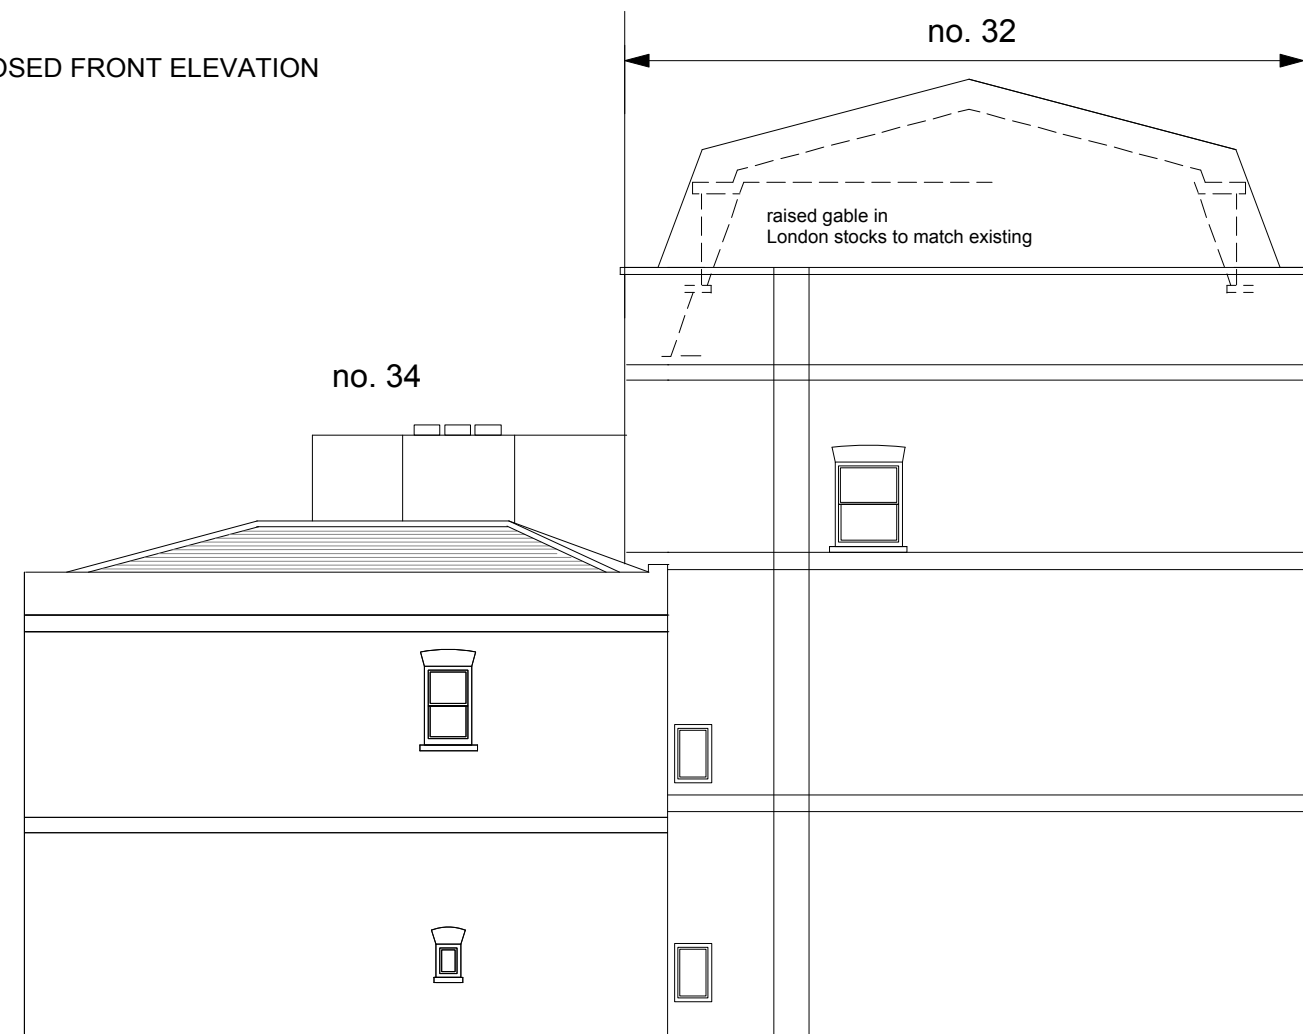 no. 32
OSED FRONT ELEVATION
raised gable in
London stocks to match existing
no. 34